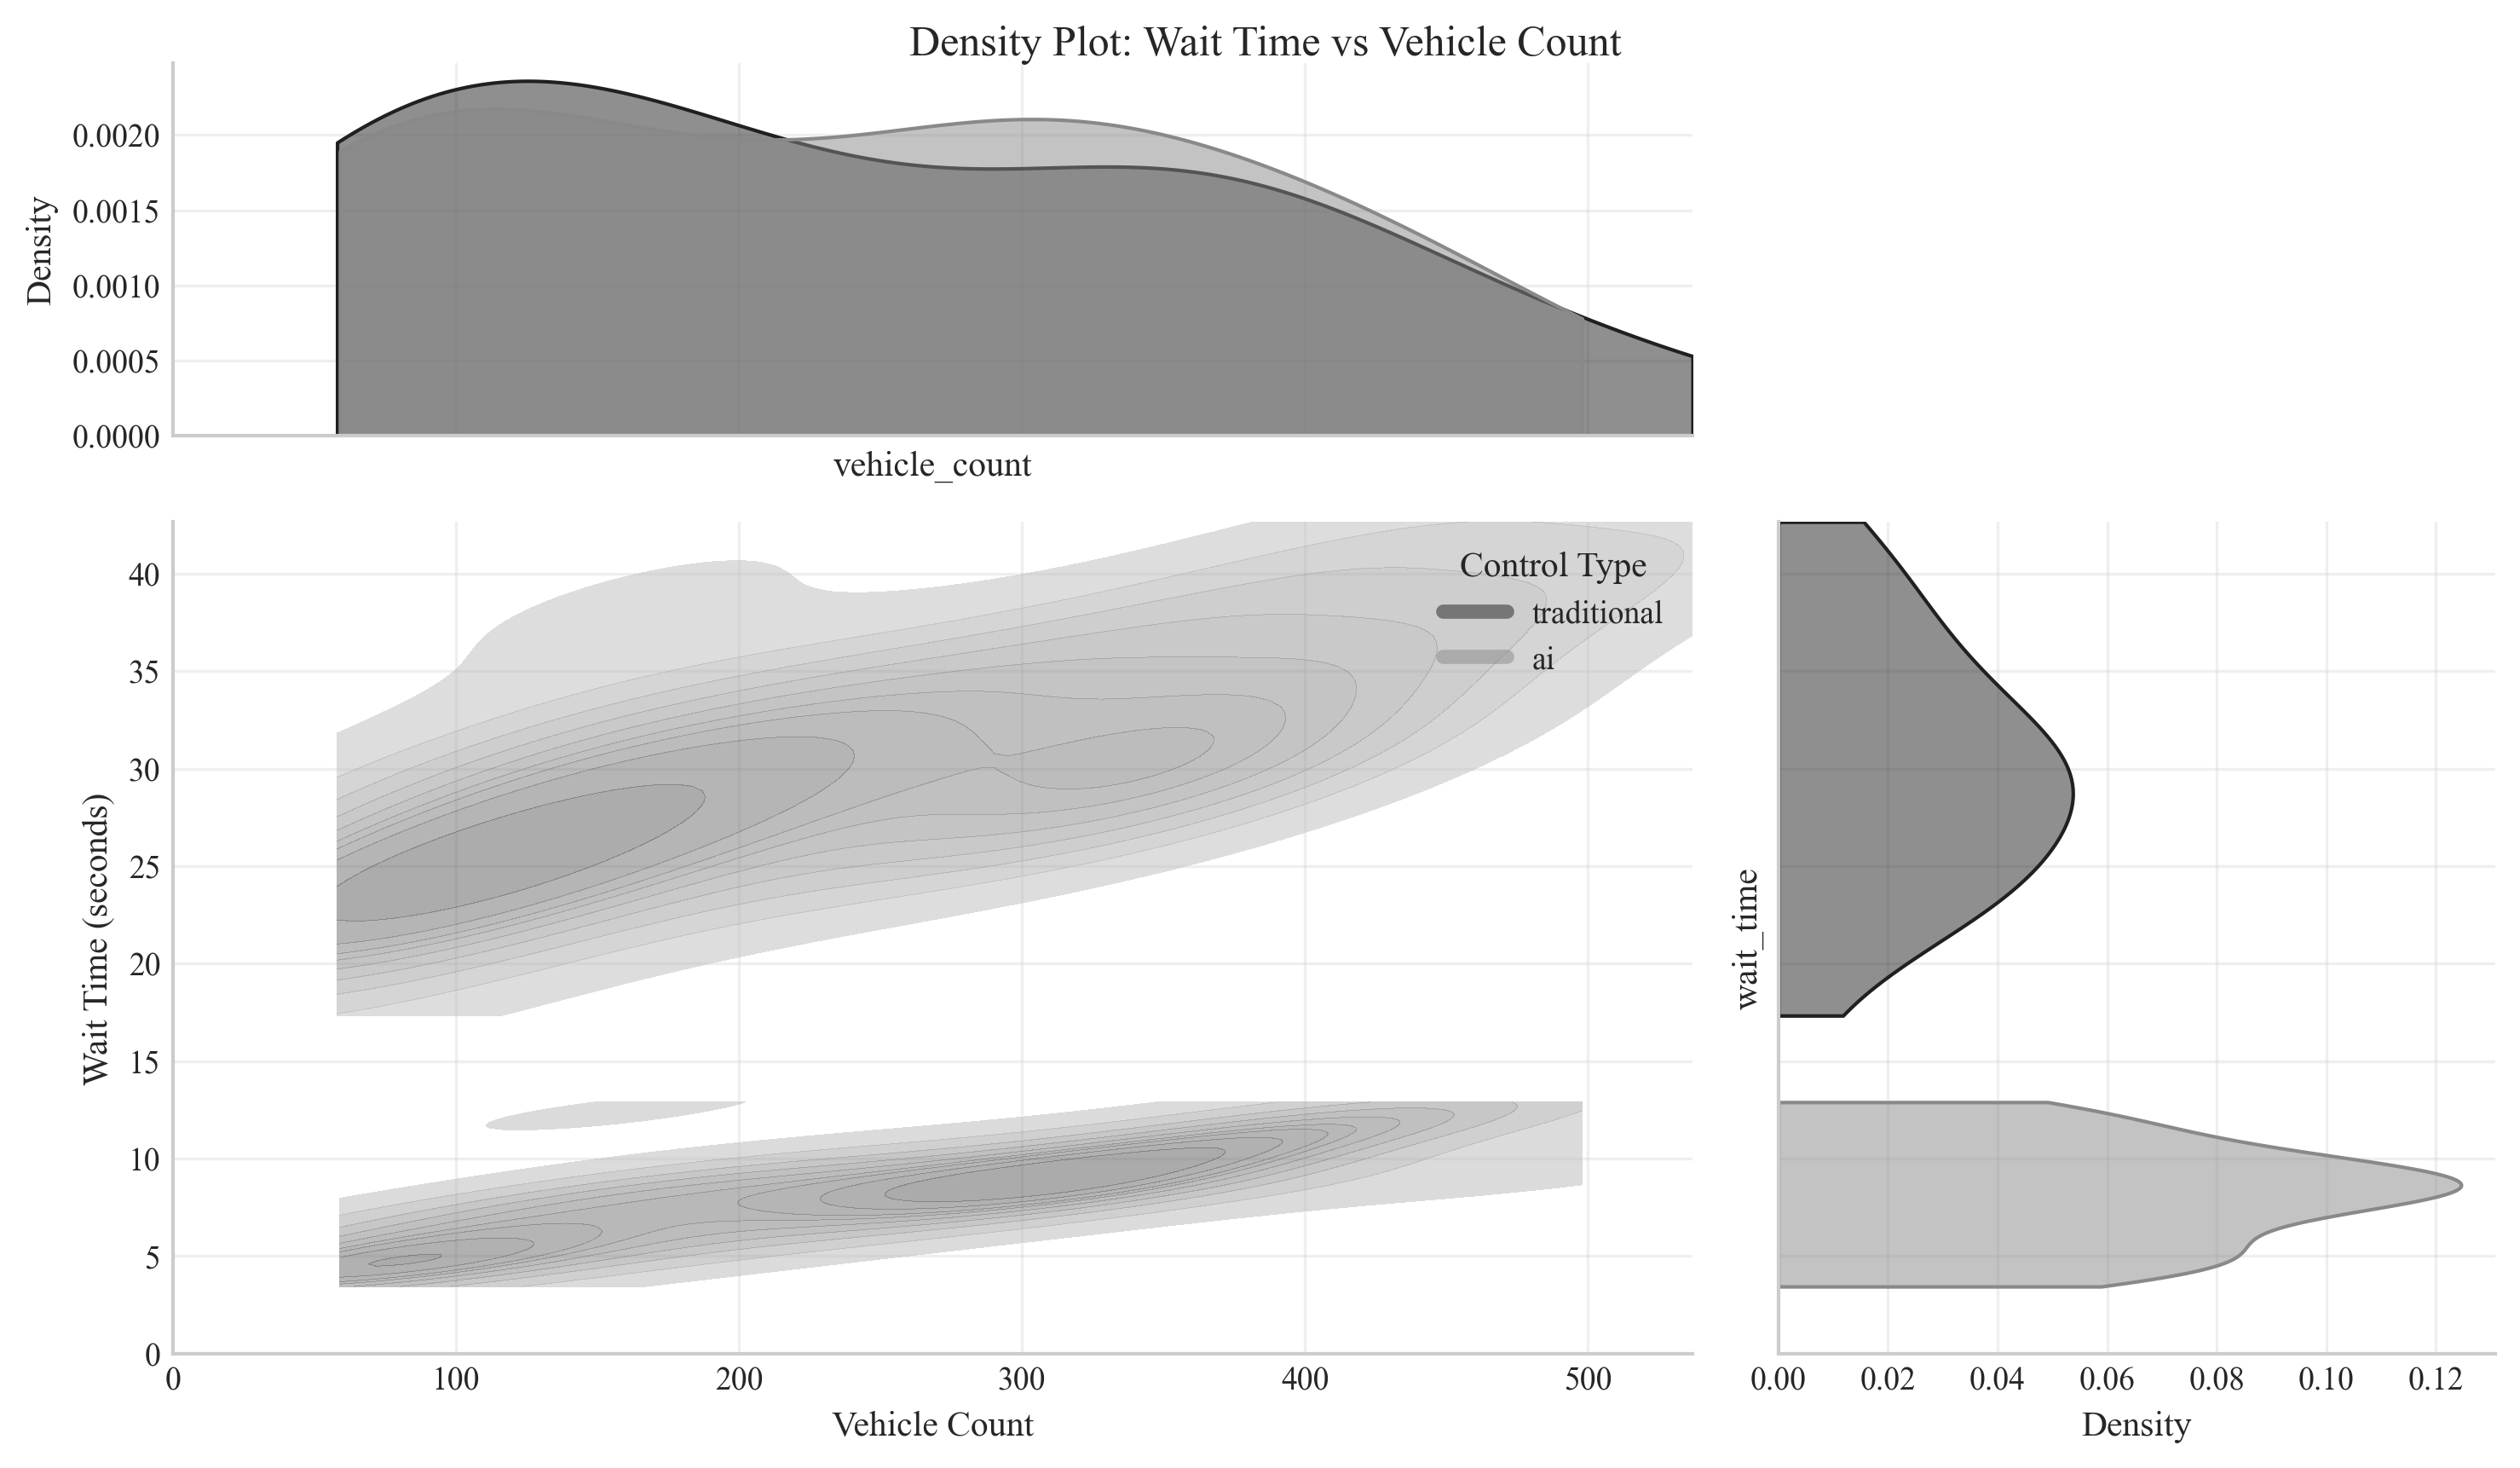 Density Plot: Wait Time vs Vehicle Count
Density
0.0020
0.0015
0.0010
0.0005
0.0000
vehicle_count
Wait Time (seconds)
40
35
30
25
20
15
10
5
0
Control Type
traditional
ai
0 100 200 300 400 500
Vehicle Count
wait_time
0.00 0.02 0.04 0.06 0.08 0.10 0.12
Density